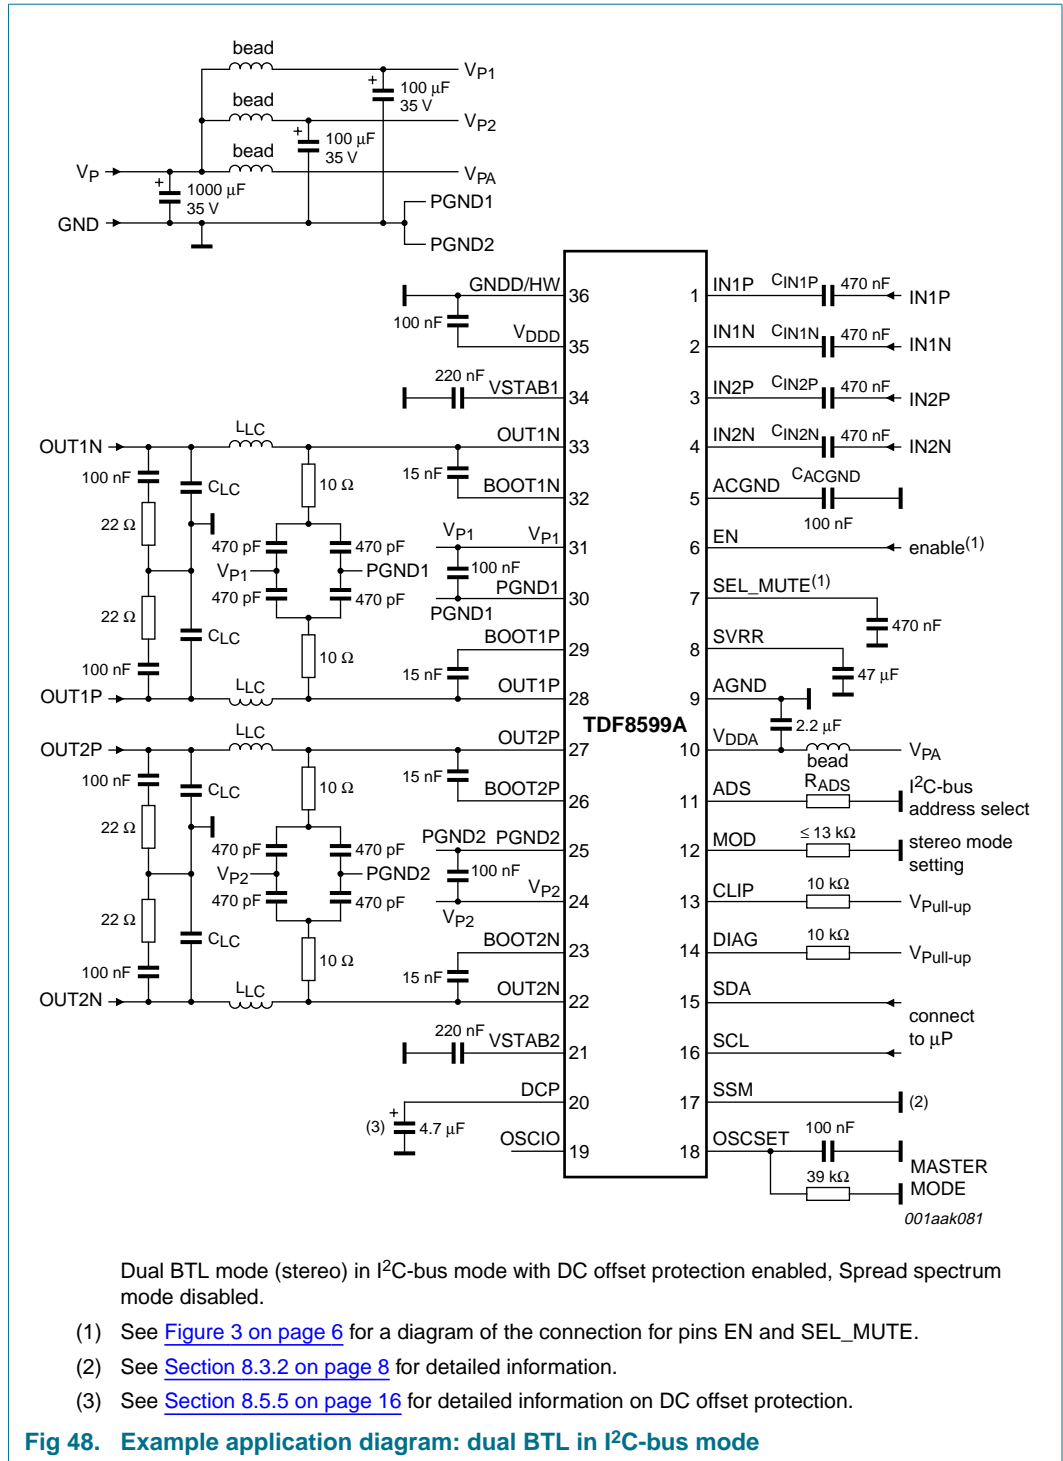 bead
VP1
+
100 μF
35 V
bead
VP2
+
100 μF
35 V
bead
VP
VPA
+
1000 μF
35 V
PGND1
GND
PGND2
GNDD/HW
36
100 nF
VDDD
35
220 nF
VSTAB1
34
OUT1N
LLC
OUT1N
33
100 nF
CLC
10 Ω
15 nF
BOOT1N
32
22 Ω
470 pF
470 pF
VP1
VP1
31
VP1
PGND1
100 nF
470 pF
470 pF
PGND1
30
PGND1
22 Ω
CLC
10 Ω
BOOT1P
29
100 nF
15 nF
OUT1P
LLC
OUT1P
28
TDF8599A
OUT2P
LLC
OUT2P
27
100 nF
CLC
10 Ω
15 nF
BOOT2P
26
22 Ω
470 pF
470 pF
PGND2
PGND2
25
VP2
PGND2
100 nF
470 pF
470 pF
VP2
24
VP2
22 Ω
CLC
10 Ω
BOOT2N
23
100 nF
15 nF
OUT2N
LLC
OUT2N
22
220 nF
VSTAB2
21
DCP
20
(3)
+
4.7 μF
OSCIO
19
1
IN1P
CIN1P
470 nF
IN1P
2
IN1N
CIN1N
470 nF
IN1N
3
IN2P
CIN2P
470 nF
IN2P
4
IN2N
CIN2N
470 nF
IN2N
5
ACGND
CACGND
100 nF
6
EN
enable(1)
7
SEL_MUTE(1)
470 nF
8
SVRR
47 μF
9
AGND
2.2 μF
10
VDDA
bead
VPA
11
ADS
RADS
I2C-bus
address select
12
MOD
≤ 13 kΩ
stereo mode
setting
13
CLIP
10 kΩ
VPull-up
14
DIAG
10 kΩ
VPull-up
15
SDA
connect
to μP
16
SCL
17
SSM
(2)
18
OSCSET
100 nF
39 kΩ
MASTER
MODE
001aak081
Dual BTL mode (stereo) in I2C-bus mode with DC offset protection enabled, Spread spectrum
mode disabled.
(1) See Figure 3 on page 6 for a diagram of the connection for pins EN and SEL_MUTE.
(2) See Section 8.3.2 on page 8 for detailed information.
(3) See Section 8.5.5 on page 16 for detailed information on DC offset protection.
Fig 48. Example application diagram: dual BTL in I2C-bus mode